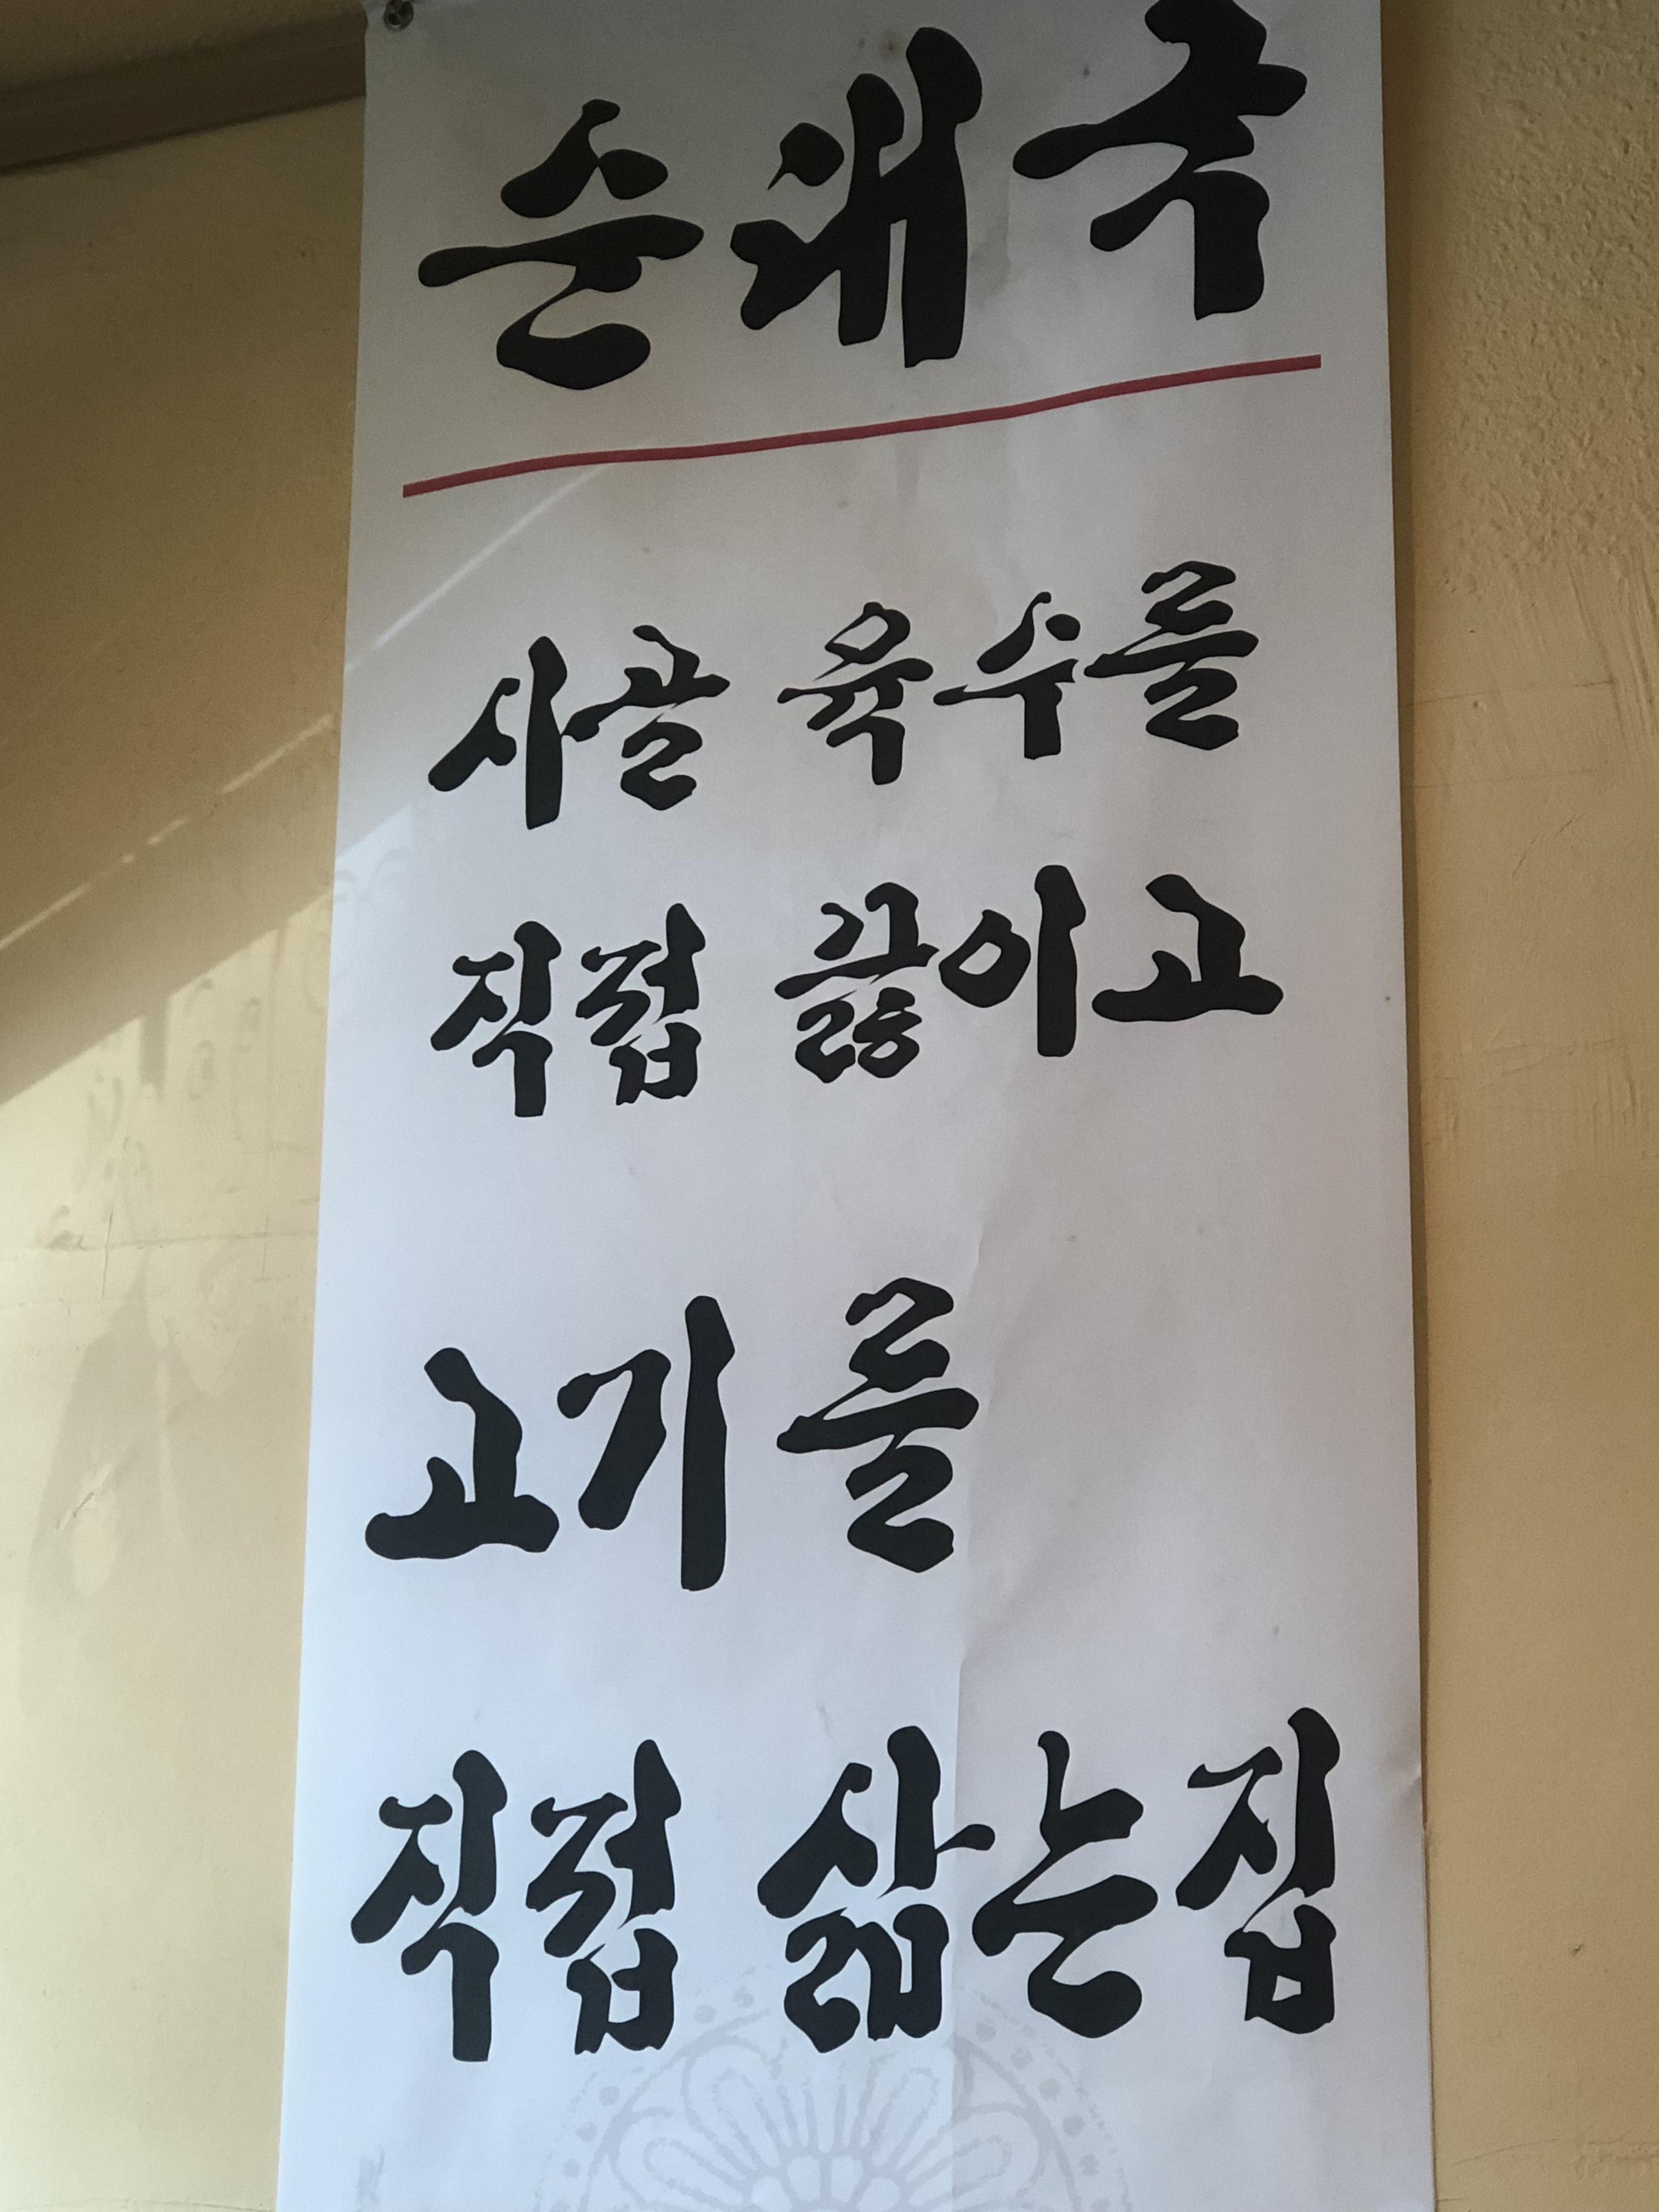 순대국
사골 육수를
직접 끓이고
고기를
직접 삶는집